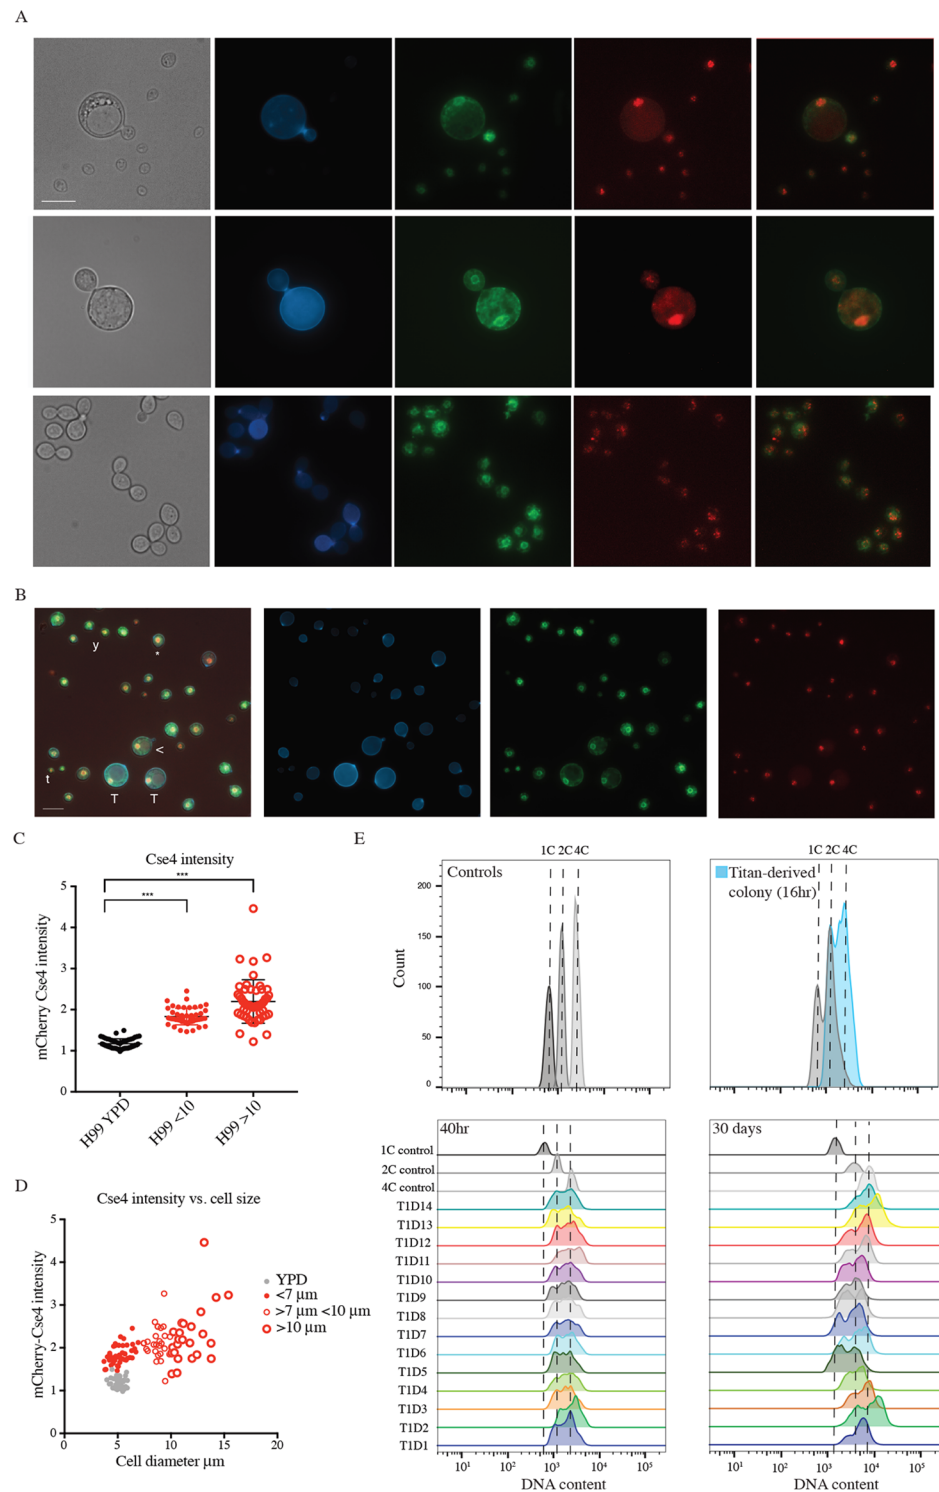 A
B
y
*
<
t
T
T
C
Cse4 intensity
***
***
mCherry Cse4 intensity
5
4
3
2
1
0
H99 YPD
H99 <10
H99 >10
D
Cse4 intensity vs. cell size
mCherry-Cse4 intensity
5
4
3
2
1
0
0 5 10 15 20
Cell diameter µm
YPD
<7 µm
>7 µm <10 µm
>10 µm
E
1C 2C 4C
Controls
Count
200
150
100
50
0
1C 2C 4C
Titan-derived
colony (16hr)
40hr
1C control
2C control
4C control
T1D14
T1D13
T1D12
T1D11
T1D10
T1D9
T1D8
T1D7
T1D6
T1D5
T1D4
T1D3
T1D2
T1D1
10¹ 10² 10³ 10⁴ 10⁵
DNA content
30 days
10¹ 10² 10³ 10⁴ 10⁵
DNA content